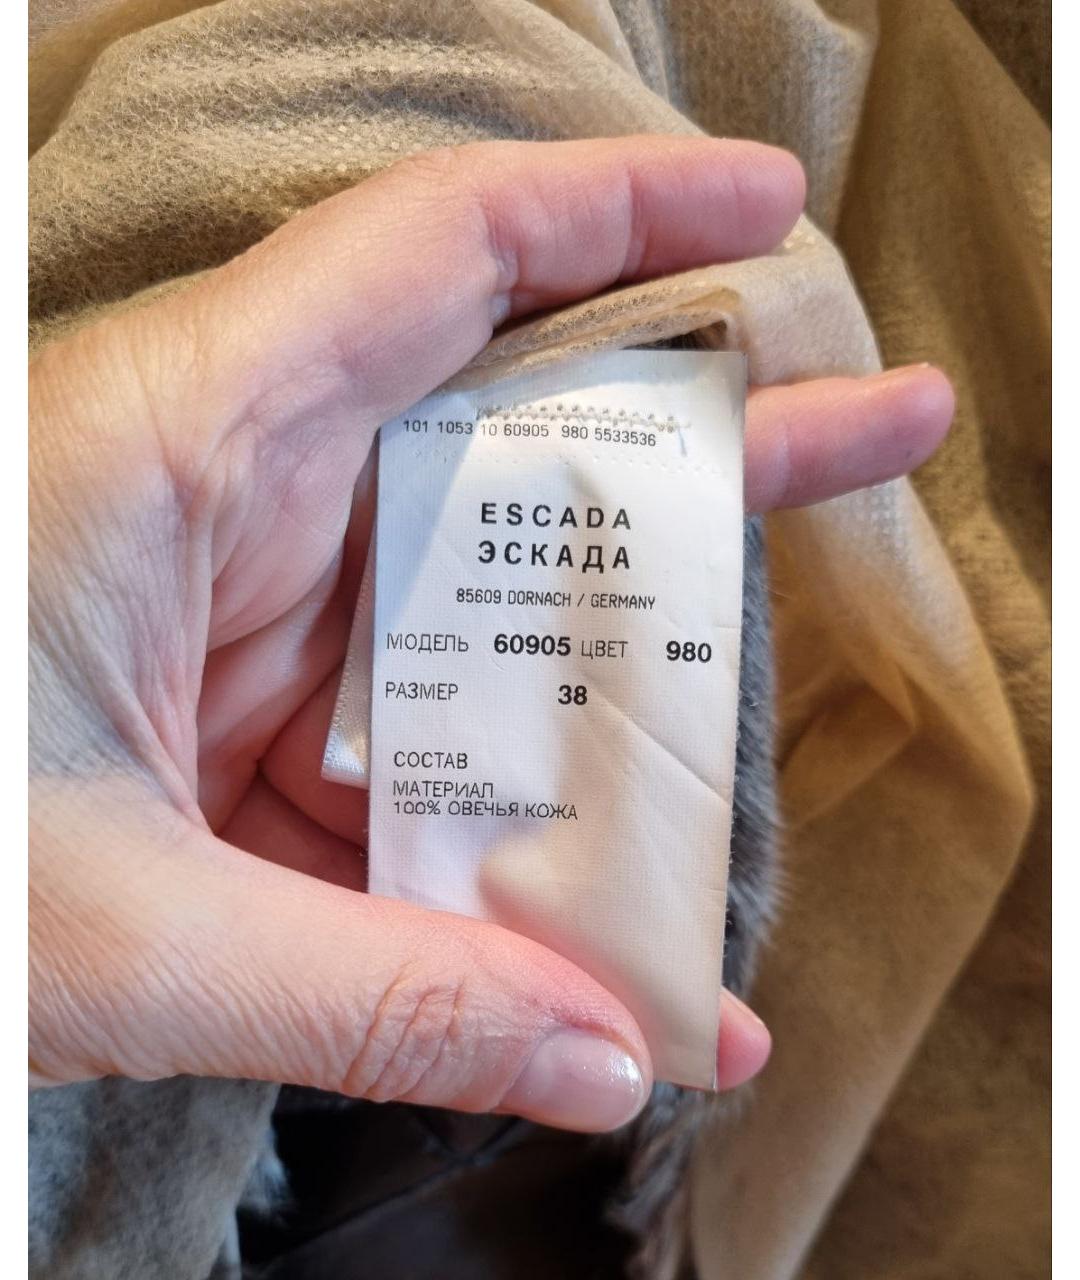 101 1053 10 60905 980 5533536
ESCADA
ЭСКАДА
85609 DORNACH / GERMANY
МОДЕЛЬ 60905 ЦВЕТ 980
РАЗМЕР 38
СОСТАВ
МАТЕРИАЛ
100% ОВЕЧЬЯ КОЖА